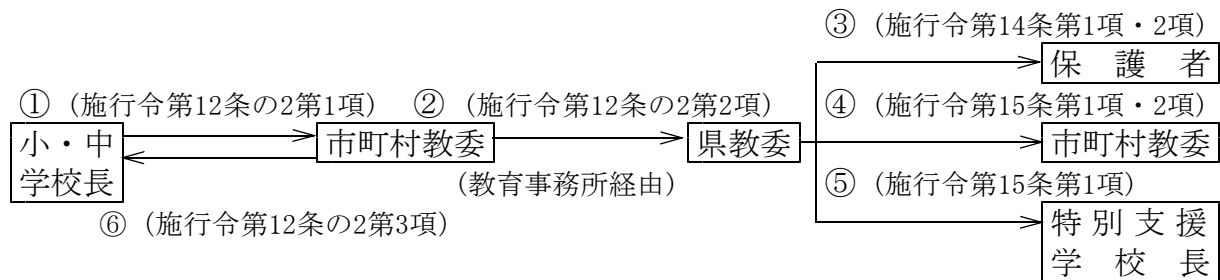 ③ (施行令第14条第1項・2項)
保護者
① (施行令第12条の2第1項) ② (施行令第12条の2第2項) ④ (施行令第15条第1項・2項)
小・中
学校長
市町村教委
県教委
市町村教委
(教育事務所経由)
⑤ (施行令第15条第1項)
⑥ (施行令第12条の2第3項)
特別支援
学校長